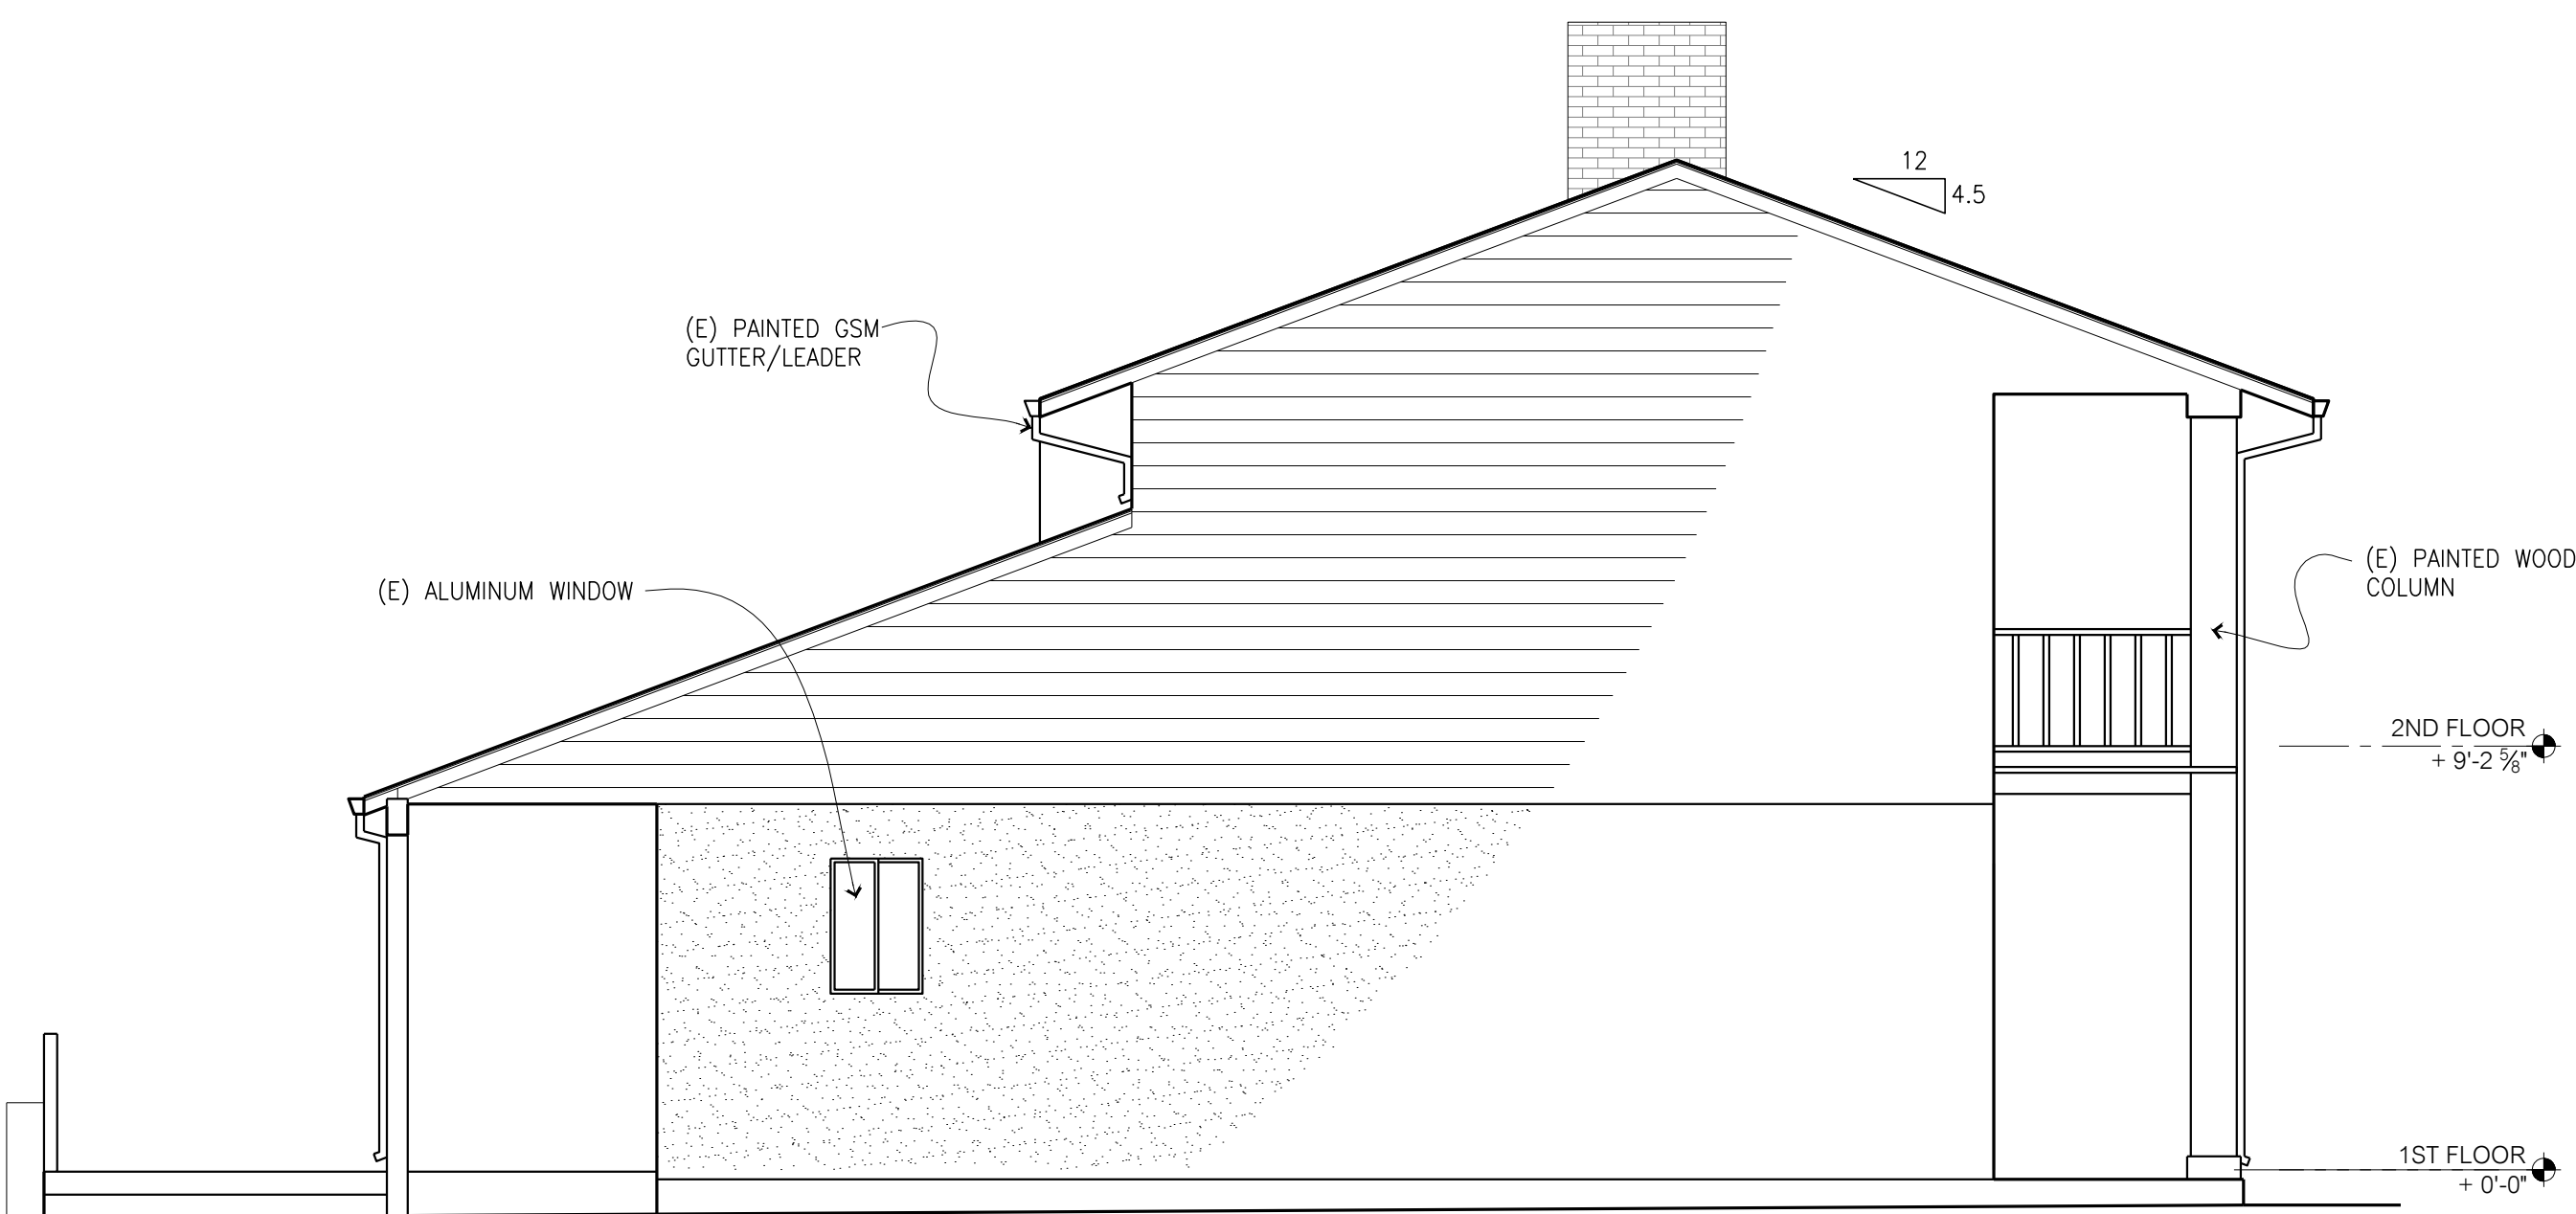 12
4.5
(E) PAINTED GSM
GUTTER/LEADER
(E) PAINTED WOOD
COLUMN
(E) ALUMINUM WINDOW
2ND FLOOR
+ 9'-2 5⁄8"
1ST FLOOR
+ 0'-0"